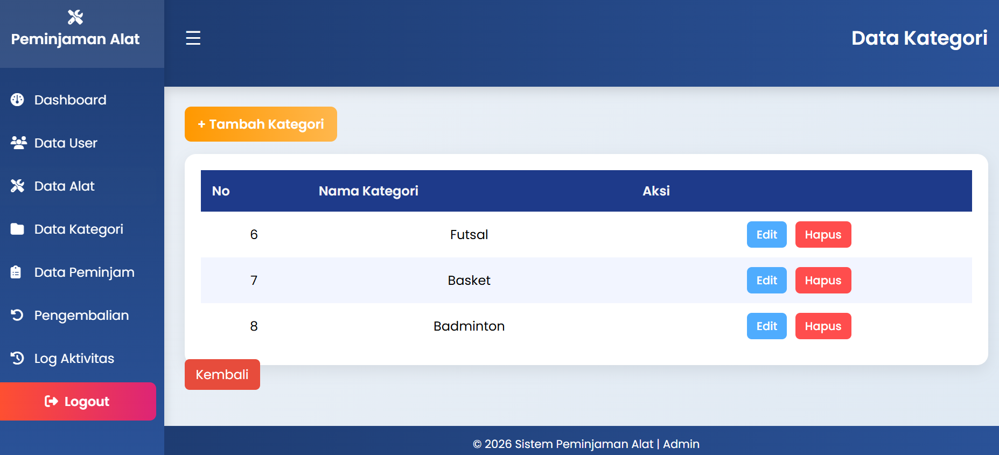 Peminjaman Alat
☰
Data Kategori
Dashboard
Data User
Data Alat
Data Kategori
Data Peminjam
Pengembalian
Log Aktivitas
Logout
+ Tambah Kategori
No Nama Kategori Aksi
6 Futsal Edit Hapus
7 Basket Edit Hapus
8 Badminton Edit Hapus
Kembali
© 2026 Sistem Peminjaman Alat | Admin